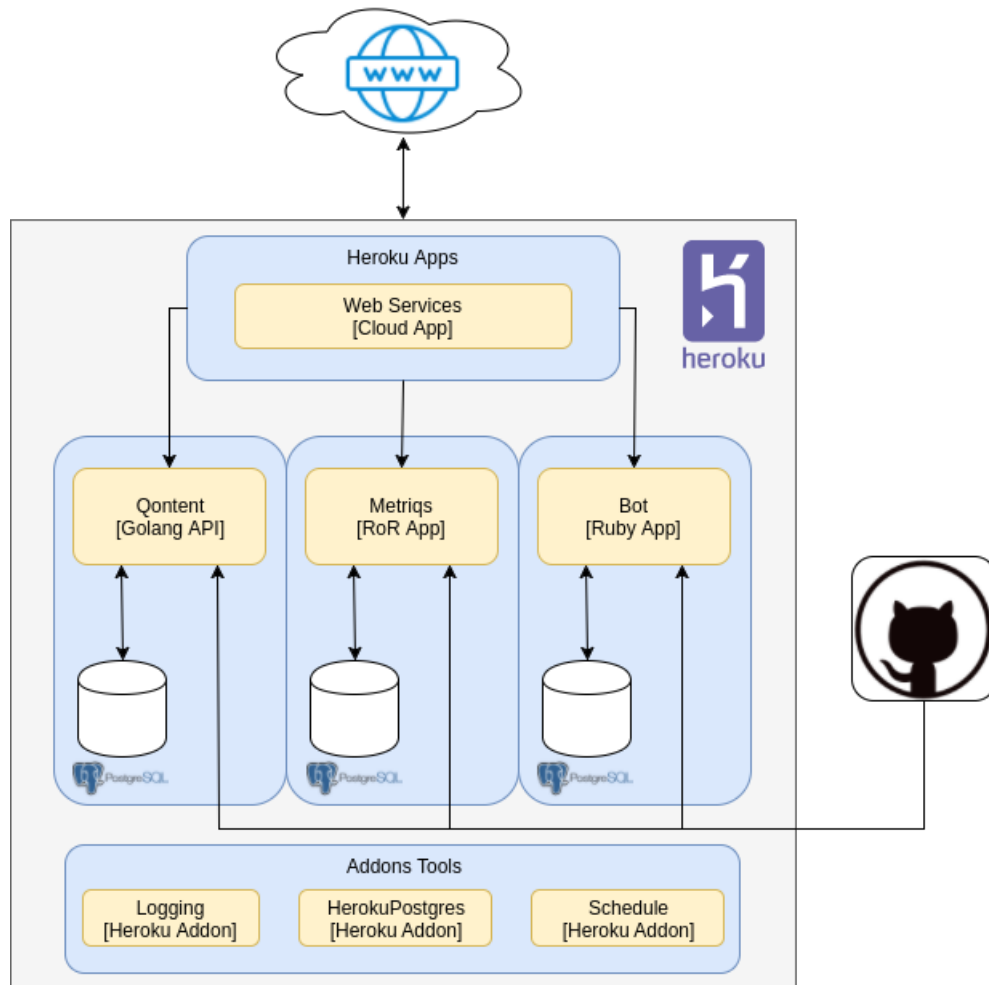 WWW
Heroku Apps
Web Services
[Cloud App]
heroku
Qontent
[Golang API]
Metriqs
[RoR App]
Bot
[Ruby App]
PostgreSQL
PostgreSQL
PostgreSQL
Addons Tools
Logging
[Heroku Addon]
HerokuPostgres
[Heroku Addon]
Schedule
[Heroku Addon]